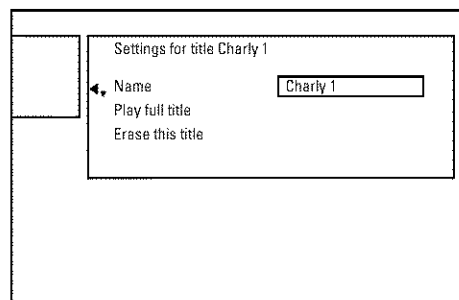 Settings for title Charly 1
Name Charly 1
Play full title
Erase this title